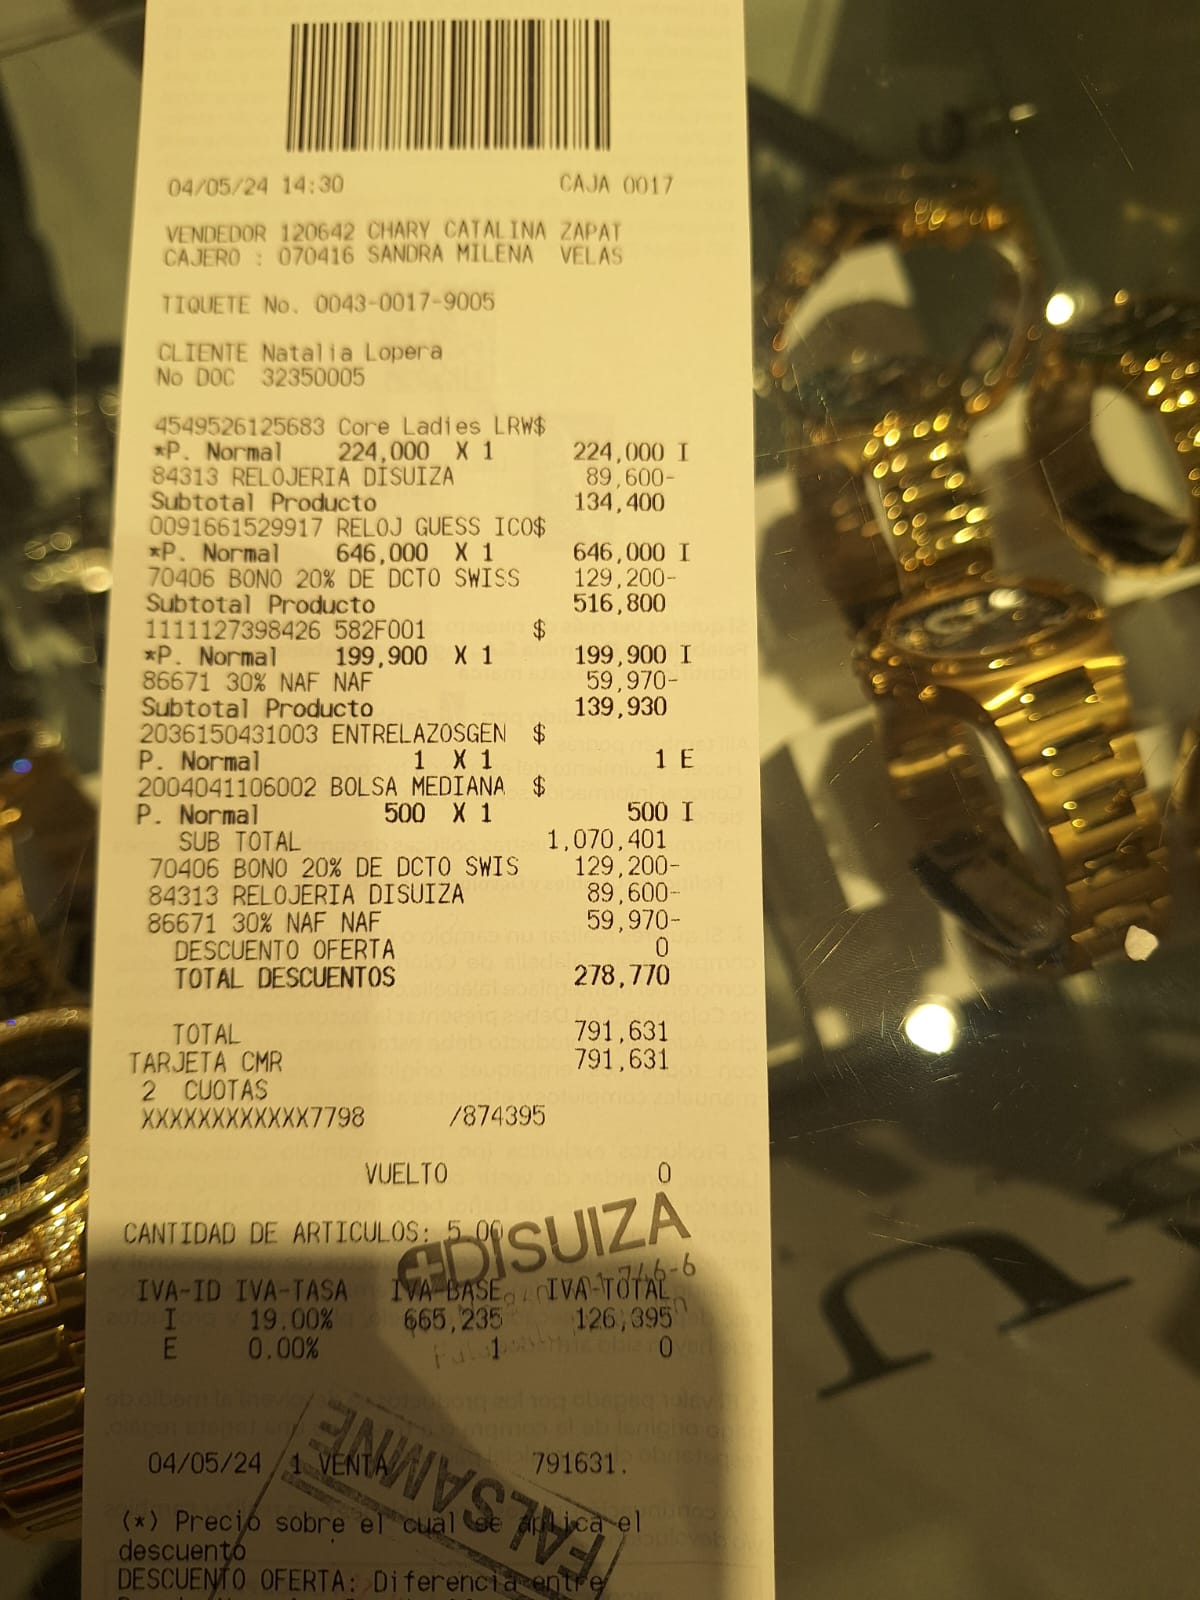 04/05/24 14:30 CAJA 0017
VENDEDOR 120642 CHARY CATALINA ZAPAT
CAJERO : 070416 SANDRA MILENA VELAS
TIQUETE No. 0043-0017-9005
CLIENTE Natalia Lopera
No DOC 32350005
4549526125683 Core Ladies LRW$
*P. Normal 224,000 X 1 224,000 I
84313 RELOJERIA DISUIZA 89,600-
Subtotal Producto 134,400
0091661529917 RELOJ GUESS ICO$
*P. Normal 646,000 X 1 646,000 I
70406 BONO 20% DE DCTO SWISS 129,200-
Subtotal Producto 516,800
1111127398426 582F001 $
*P. Normal 199,900 X 1 199,900 I
86671 30% NAF NAF 59,970-
Subtotal Producto 139,930
2036150431003 ENTRELAZOSGEN $
P. Normal 1 X 1 1 E
2004041106002 BOLSA MEDIANA $
P. Normal 500 X 1 500 I
SUB TOTAL 1,070,401
70406 BONO 20% DE DCTO SWIS 129,200-
84313 RELOJERIA DISUIZA 89,600-
86671 30% NAF NAF 59,970-
DESCUENTO OFERTA 0
TOTAL DESCUENTOS 278,770
TOTAL 791,631
TARJETA CMR 791,631
2 CUOTAS
XXXXXXXXXXXX7798 /874395
VUELTO 0
CANTIDAD DE ARTICULOS: 5.00
DISUIZA
IVA-ID IVA-TASA IVA-BASE IVA-TOTAL
I 19.00% 665,235 126,395
E 0.00% 1 0
04/05/24 1 VENTA 791631.
(*) Precio sobre el cual se aplica el
descuento
DESCUENTO OFERTA: Diferencia entre